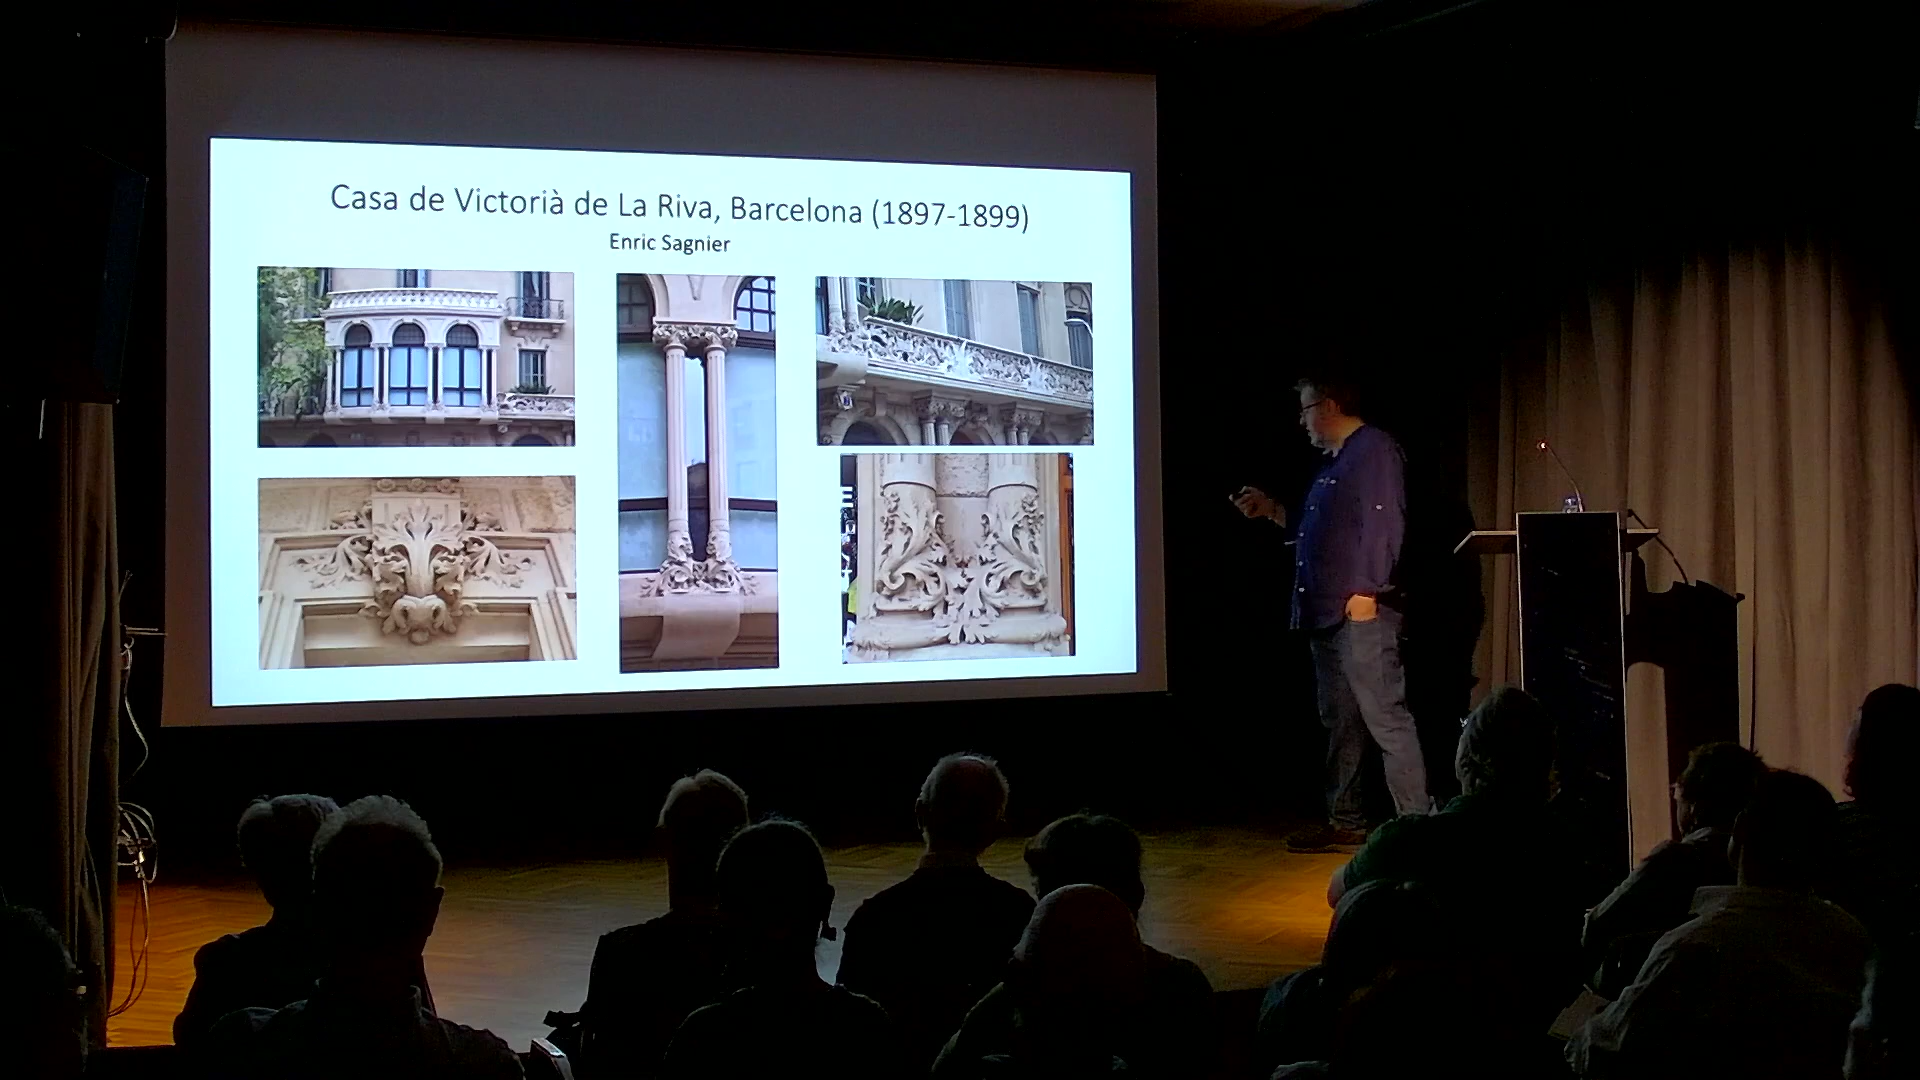 Casa de Victorià de La Riva, Barcelona (1897-1899)
Enric Sagnier